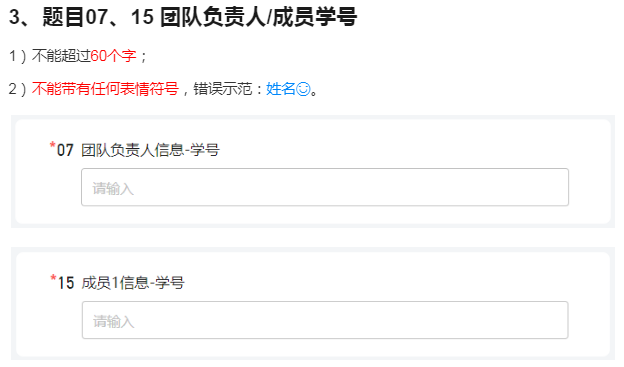 3、题目07、15 团队负责人/成员学号
1）不能超过60个字；
2）不能带有任何表情符号，错误示范：姓名☺。
*07 团队负责人信息-学号
请输入
*15 成员1信息-学号
请输入